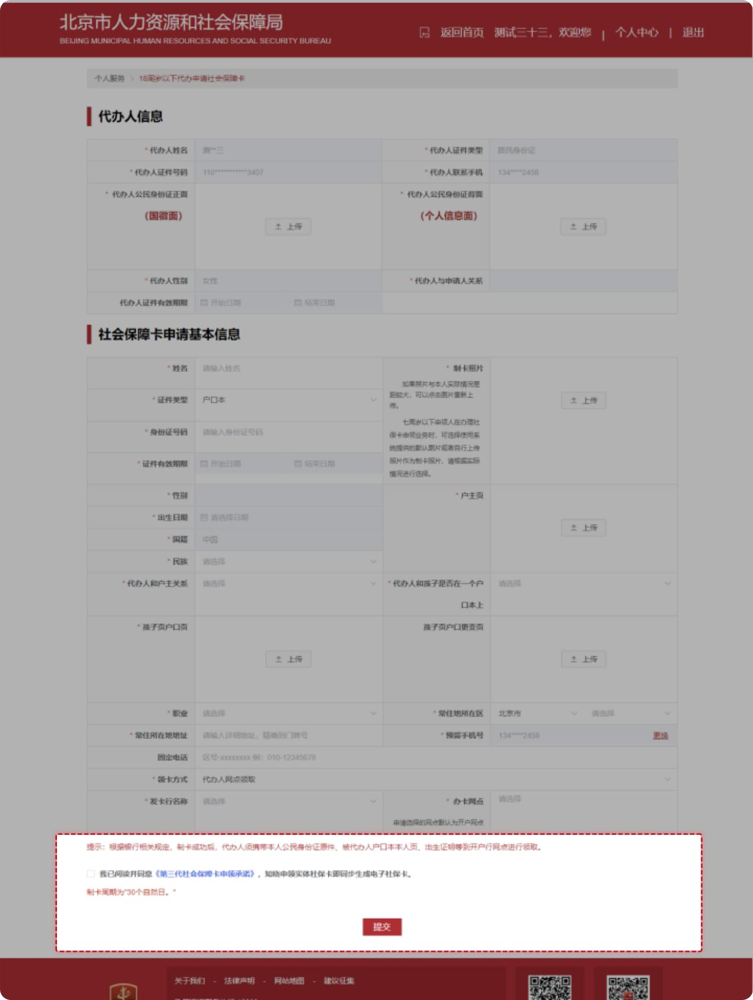 北京市人力资源和社会保障局
BEIJING MUNICIPAL HUMAN RESOURCES AND SOCIAL SECURITY BUREAU
返回首页 测试三十三，欢迎您 | 个人中心 | 退出
个人服务 > 18周岁以下代办申请社会保障卡
代办人信息
* 代办人姓名 测**三 * 代办人证件类型 居民身份证
* 代办人证件号码 110***********3407 * 代办人联系手机 134****2458
* 代办人公民身份证正面 * 代办人公民身份证背面
（国徽面） （个人信息面）
上传 上传
* 代办人性别 女性 * 代办人与申请人关系
代办人证件有效期限 开始日期 结束日期
社会保障卡申请基本信息
* 姓名 请输入姓名 * 制卡照片
如果照片与本人实际情况差
距较大，可以点击图片重新上
传。
上传
* 证件类型 户口本
七周岁以下申领人在办理社
保卡申领业务时，可选择使用系
统提供的默认图片或者自行上传
照片作为制卡照片，请根据实际
情况进行选择。
* 身份证号码 请输入身份证号码
* 证件有效期限 开始日期 结束日期
* 性别 * 户主页
* 出生日期 请选择日期
上传
* 国籍 中国
* 民族 请选择
* 代办人和户主关系 请选择 * 代办人和孩子是否在一个户
口本上 请选择
* 孩子页户口页 孩子页户口更变页
上传 上传
* 职业 请选择 * 常住地所在区 北京市 请选择
* 常住所在地地址 请输入详细地址，精确到门牌号 * 预留手机号 134****2458 更换
固定电话 区号-xxxxxxxx 例：010-12345678
* 领卡方式 代办人网点领取
* 发卡行名称 请选择 * 办卡网点 请选择
申请选择的网点默认为开户网点
提示：根据银行相关规定，制卡成功后，代办人须携带本人公民身份证原件、被代办人户口本本人页、出生证明等到开户行网点进行领取。
我已阅读并同意《第三代社会保障卡申领承诺》，知晓申领实体社保卡即同步生成电子社保卡。
制卡周期为"30个自然日。"
提交
关于我们 - 法律声明 - 网站地图 - 建议征集